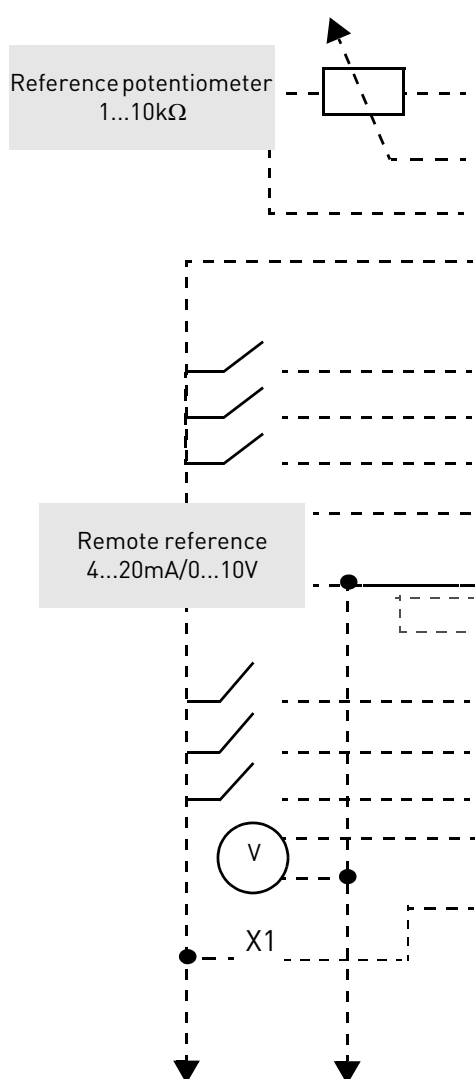 Reference potentiometer
1...10kΩ
Remote reference
4...20mA/0...10V
V
X1